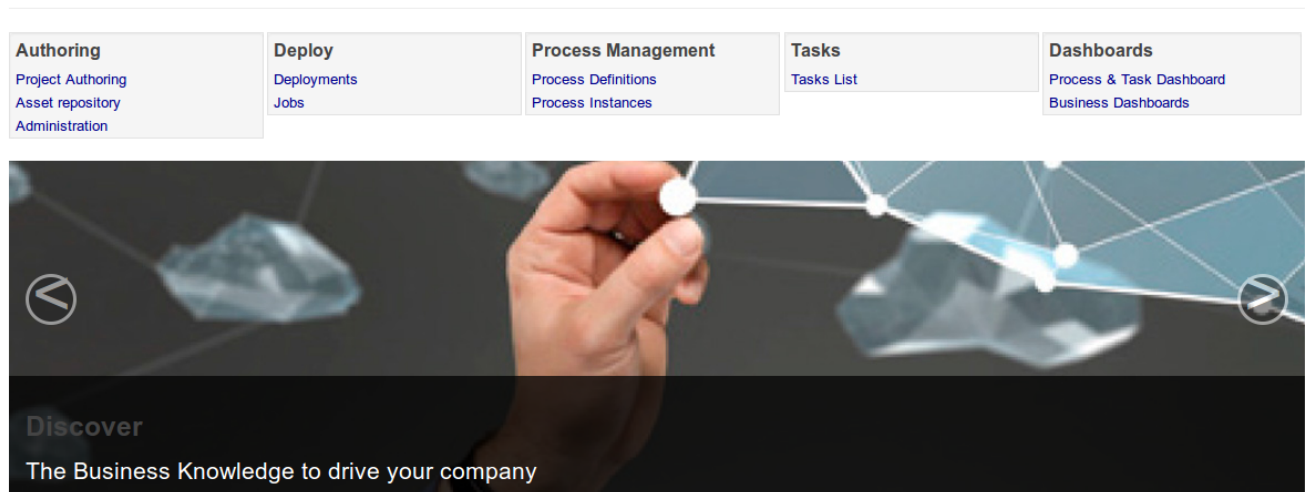 Authoring
Project Authoring
Asset repository
Administration
Deploy
Deployments
Jobs
Process Management
Process Definitions
Process Instances
Tasks
Tasks List
Dashboards
Process & Task Dashboard
Business Dashboards
<
>
Discover
The Business Knowledge to drive your company